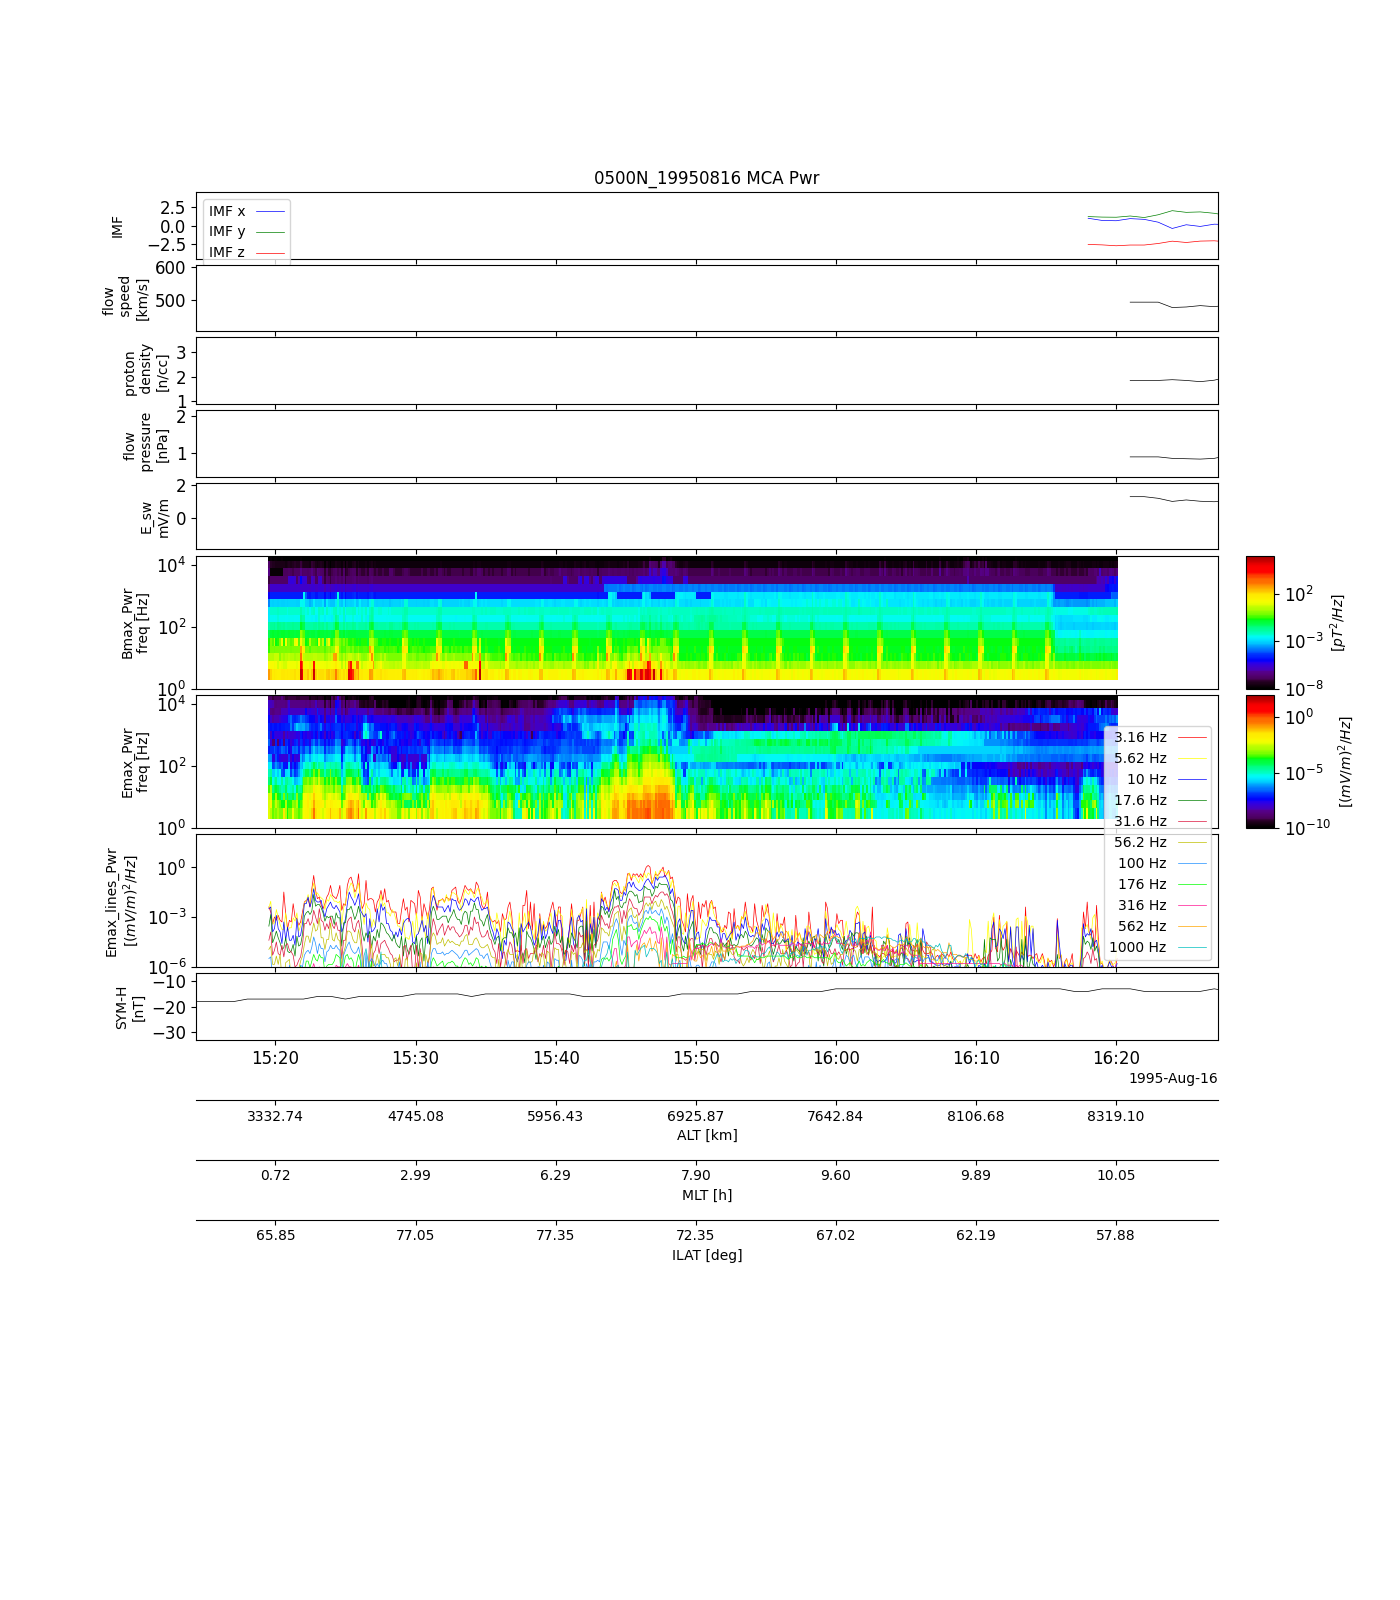 0500N_19950816 MCA Pwr
IMF
2.5
0.0
−2.5
IMF x
IMF y
IMF z
flow
speed
[km/s]
600
500
proton
density
[n/cc]
3
2
1
flow
pressure
[nPa]
2
1
E_sw
mV/m
2
0
Bmax_Pwr
freq [Hz]
10^4
10^2
10^0
10^2
10^−3
10^−8
[pT^2/Hz]
Emax_Pwr
freq [Hz]
10^4
10^2
10^0
10^0
10^−5
10^−10
[(mV/m)^2/Hz]
3.16 Hz
5.62 Hz
10 Hz
17.6 Hz
31.6 Hz
56.2 Hz
100 Hz
176 Hz
316 Hz
562 Hz
1000 Hz
Emax_lines_Pwr
[(mV/m)^2/Hz]
10^0
10^−3
10^−6
SYM-H
[nT]
−10
−20
−30
15:20 15:30 15:40 15:50 16:00 16:10 16:20
1995-Aug-16
3332.74 4745.08 5956.43 6925.87 7642.84 8106.68 8319.10
ALT [km]
0.72 2.99 6.29 7.90 9.60 9.89 10.05
MLT [h]
65.85 77.05 77.35 72.35 67.02 62.19 57.88
ILAT [deg]